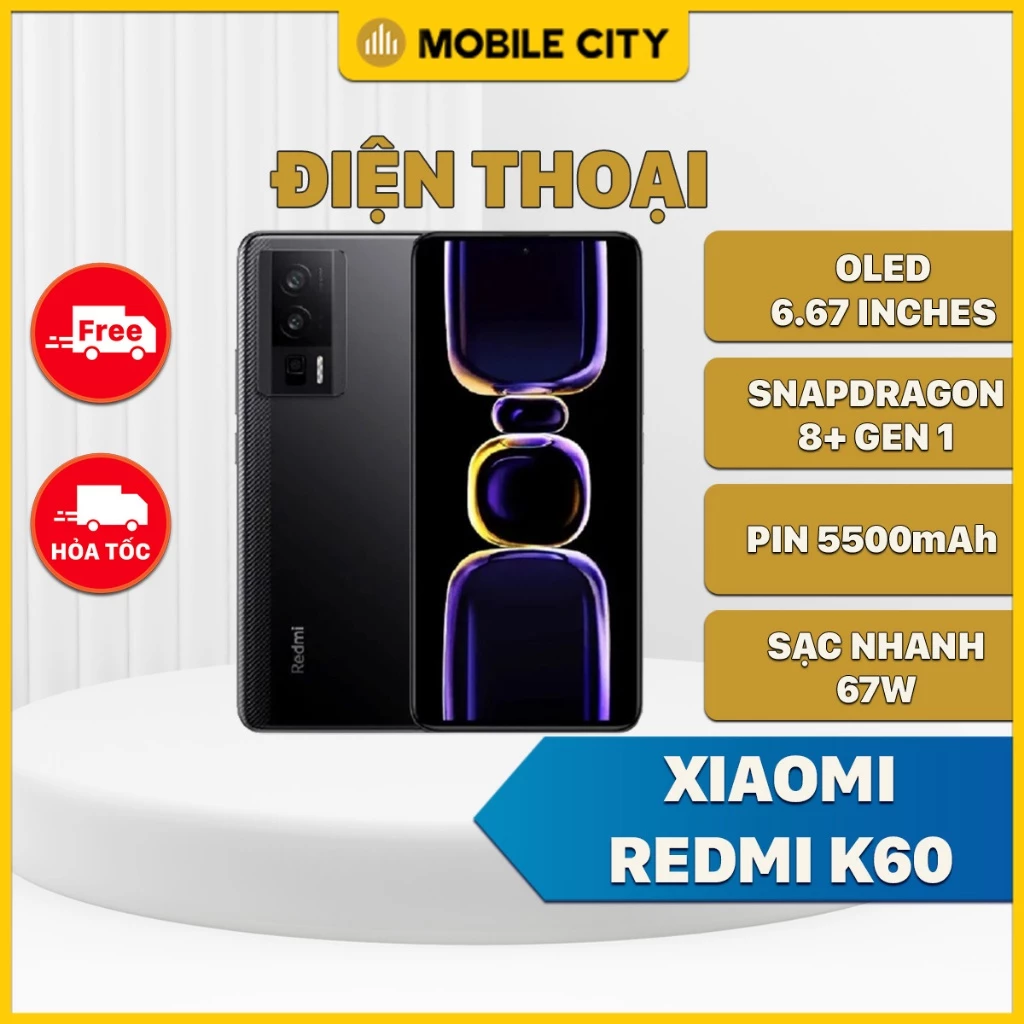 MOBILE CITY
ĐIỆN THOẠI
Free
HỎA TỐC
Redmi
OLED
6.67 INCHES
SNAPDRAGON
8+ GEN 1
PIN 5500mAh
SẠC NHANH
67W
XIAOMI
REDMI K60